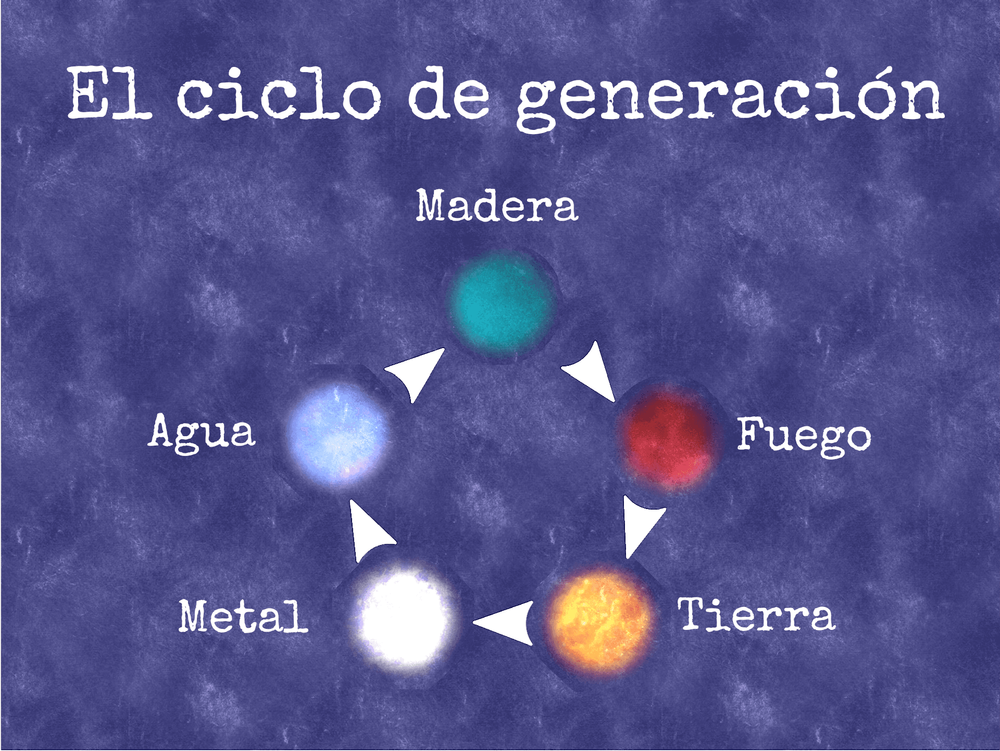 El ciclo de generación
Madera
Agua
Fuego
Metal
Tierra